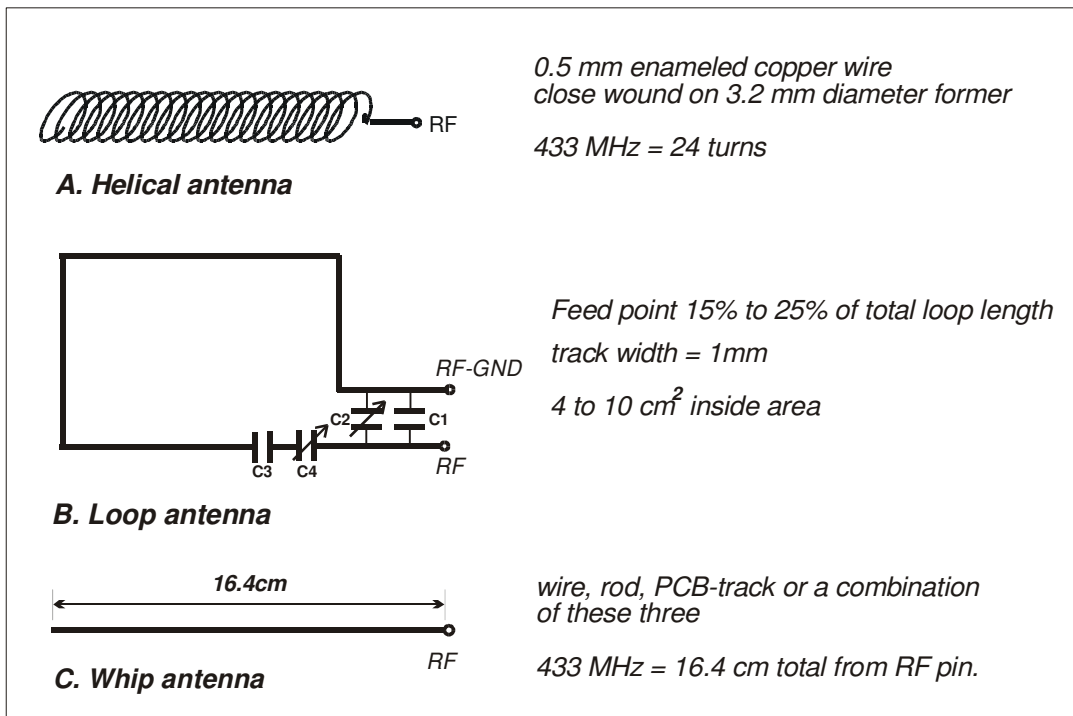 0.5 mm enameled copper wire
close wound on 3.2 mm diameter former
RF
433 MHz = 24 turns
A. Helical antenna
Feed point 15% to 25% of total loop length
track width = 1mm
RF-GND
4 to 10 cm² inside area
C2
C1
C3
C4
RF
B. Loop antenna
16.4cm
wire, rod, PCB-track or a combination
of these three
RF
433 MHz = 16.4 cm total from RF pin.
C. Whip antenna